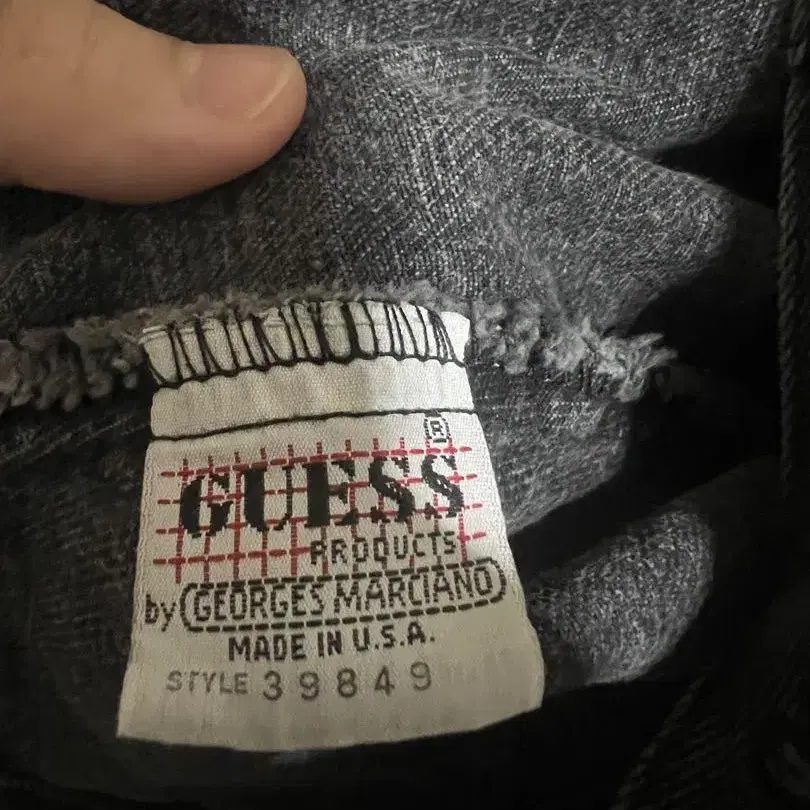 ®
GUESS
PRODUCTS
by GEORGES MARCIANO
MADE IN U.S.A.
STYLE 39849